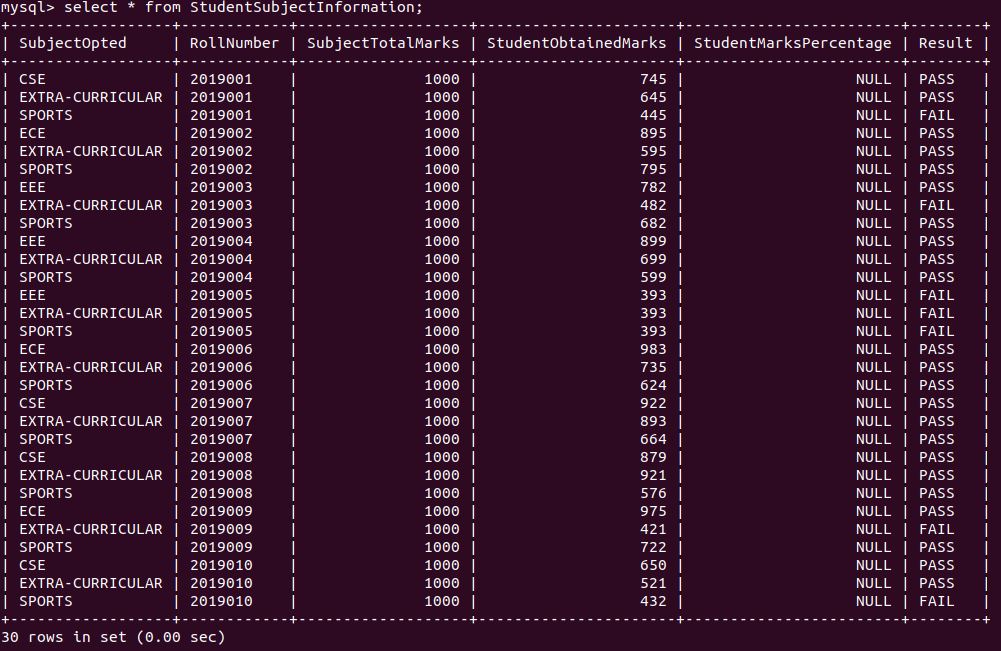 mysql> select * from StudentSubjectInformation;
+------------------+------------+-------------------+----------------------+------------------------+--------+
| SubjectOpted     | RollNumber | SubjectTotalMarks | StudentObtainedMarks | StudentMarksPercentage | Result |
+------------------+------------+-------------------+----------------------+------------------------+--------+
| CSE              | 2019001    |              1000 |                  745 |                   NULL | PASS   |
| EXTRA-CURRICULAR | 2019001    |              1000 |                  645 |                   NULL | PASS   |
| SPORTS           | 2019001    |              1000 |                  445 |                   NULL | FAIL   |
| ECE              | 2019002    |              1000 |                  895 |                   NULL | PASS   |
| EXTRA-CURRICULAR | 2019002    |              1000 |                  595 |                   NULL | PASS   |
| SPORTS           | 2019002    |              1000 |                  795 |                   NULL | PASS   |
| EEE              | 2019003    |              1000 |                  782 |                   NULL | PASS   |
| EXTRA-CURRICULAR | 2019003    |              1000 |                  482 |                   NULL | FAIL   |
| SPORTS           | 2019003    |              1000 |                  682 |                   NULL | PASS   |
| EEE              | 2019004    |              1000 |                  899 |                   NULL | PASS   |
| EXTRA-CURRICULAR | 2019004    |              1000 |                  699 |                   NULL | PASS   |
| SPORTS           | 2019004    |              1000 |                  599 |                   NULL | PASS   |
| EEE              | 2019005    |              1000 |                  393 |                   NULL | FAIL   |
| EXTRA-CURRICULAR | 2019005    |              1000 |                  393 |                   NULL | FAIL   |
| SPORTS           | 2019005    |              1000 |                  393 |                   NULL | FAIL   |
| ECE              | 2019006    |              1000 |                  983 |                   NULL | PASS   |
| EXTRA-CURRICULAR | 2019006    |              1000 |                  735 |                   NULL | PASS   |
| SPORTS           | 2019006    |              1000 |                  624 |                   NULL | PASS   |
| CSE              | 2019007    |              1000 |                  922 |                   NULL | PASS   |
| EXTRA-CURRICULAR | 2019007    |              1000 |                  893 |                   NULL | PASS   |
| SPORTS           | 2019007    |              1000 |                  664 |                   NULL | PASS   |
| CSE              | 2019008    |              1000 |                  879 |                   NULL | PASS   |
| EXTRA-CURRICULAR | 2019008    |              1000 |                  921 |                   NULL | PASS   |
| SPORTS           | 2019008    |              1000 |                  576 |                   NULL | PASS   |
| ECE              | 2019009    |              1000 |                  975 |                   NULL | PASS   |
| EXTRA-CURRICULAR | 2019009    |              1000 |                  421 |                   NULL | FAIL   |
| SPORTS           | 2019009    |              1000 |                  722 |                   NULL | PASS   |
| CSE              | 2019010    |              1000 |                  650 |                   NULL | PASS   |
| EXTRA-CURRICULAR | 2019010    |              1000 |                  521 |                   NULL | PASS   |
| SPORTS           | 2019010    |              1000 |                  432 |                   NULL | FAIL   |
+------------------+------------+-------------------+----------------------+------------------------+--------+
30 rows in set (0.00 sec)